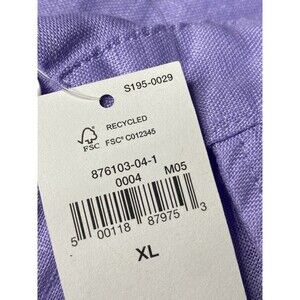 S195-0029
RECYCLED
FSC
FSC® C012345
876103-04-1
0004 M05
5 00118 87975 3
XL